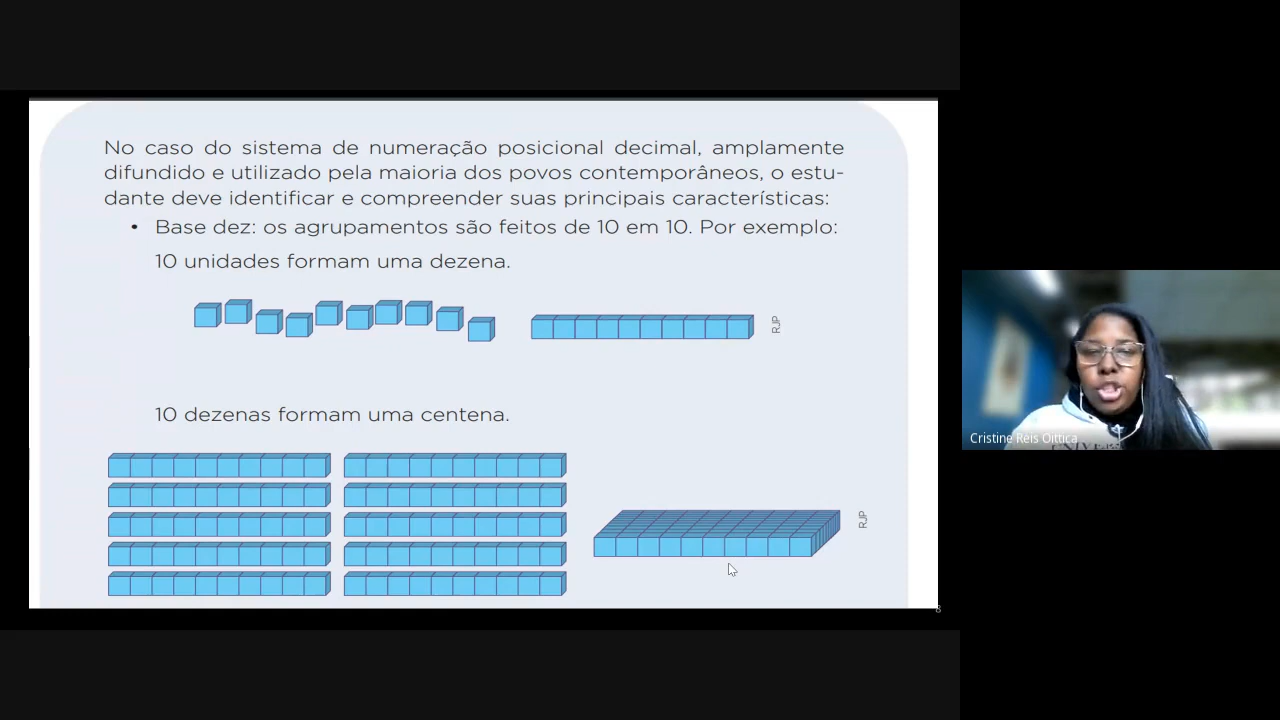 No caso do sistema de numeração posicional decimal, amplamente
difundido e utilizado pela maioria dos povos contemporâneos, o estu-
dante deve identificar e compreender suas principais características:
• Base dez: os agrupamentos são feitos de 10 em 10. Por exemplo:
10 unidades formam uma dezena.
RJP
10 dezenas formam uma centena.
RJP
8
Cristine Reis Oittica